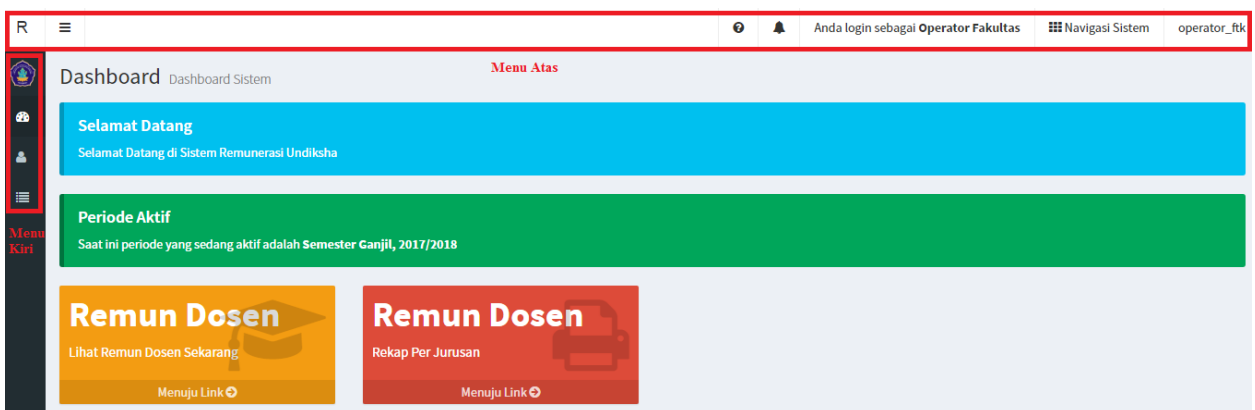 R
Anda login sebagai Operator Fakultas
Navigasi Sistem
operator_ftk
Menu Atas
Dashboard Dashboard Sistem
Selamat Datang
Selamat Datang di Sistem Remunerasi Undiksha
Periode Aktif
Saat ini periode yang sedang aktif adalah Semester Ganjil, 2017/2018
Menu
Kiri
Remun Dosen
Lihat Remun Dosen Sekarang
Menuju Link
Remun Dosen
Rekap Per Jurusan
Menuju Link